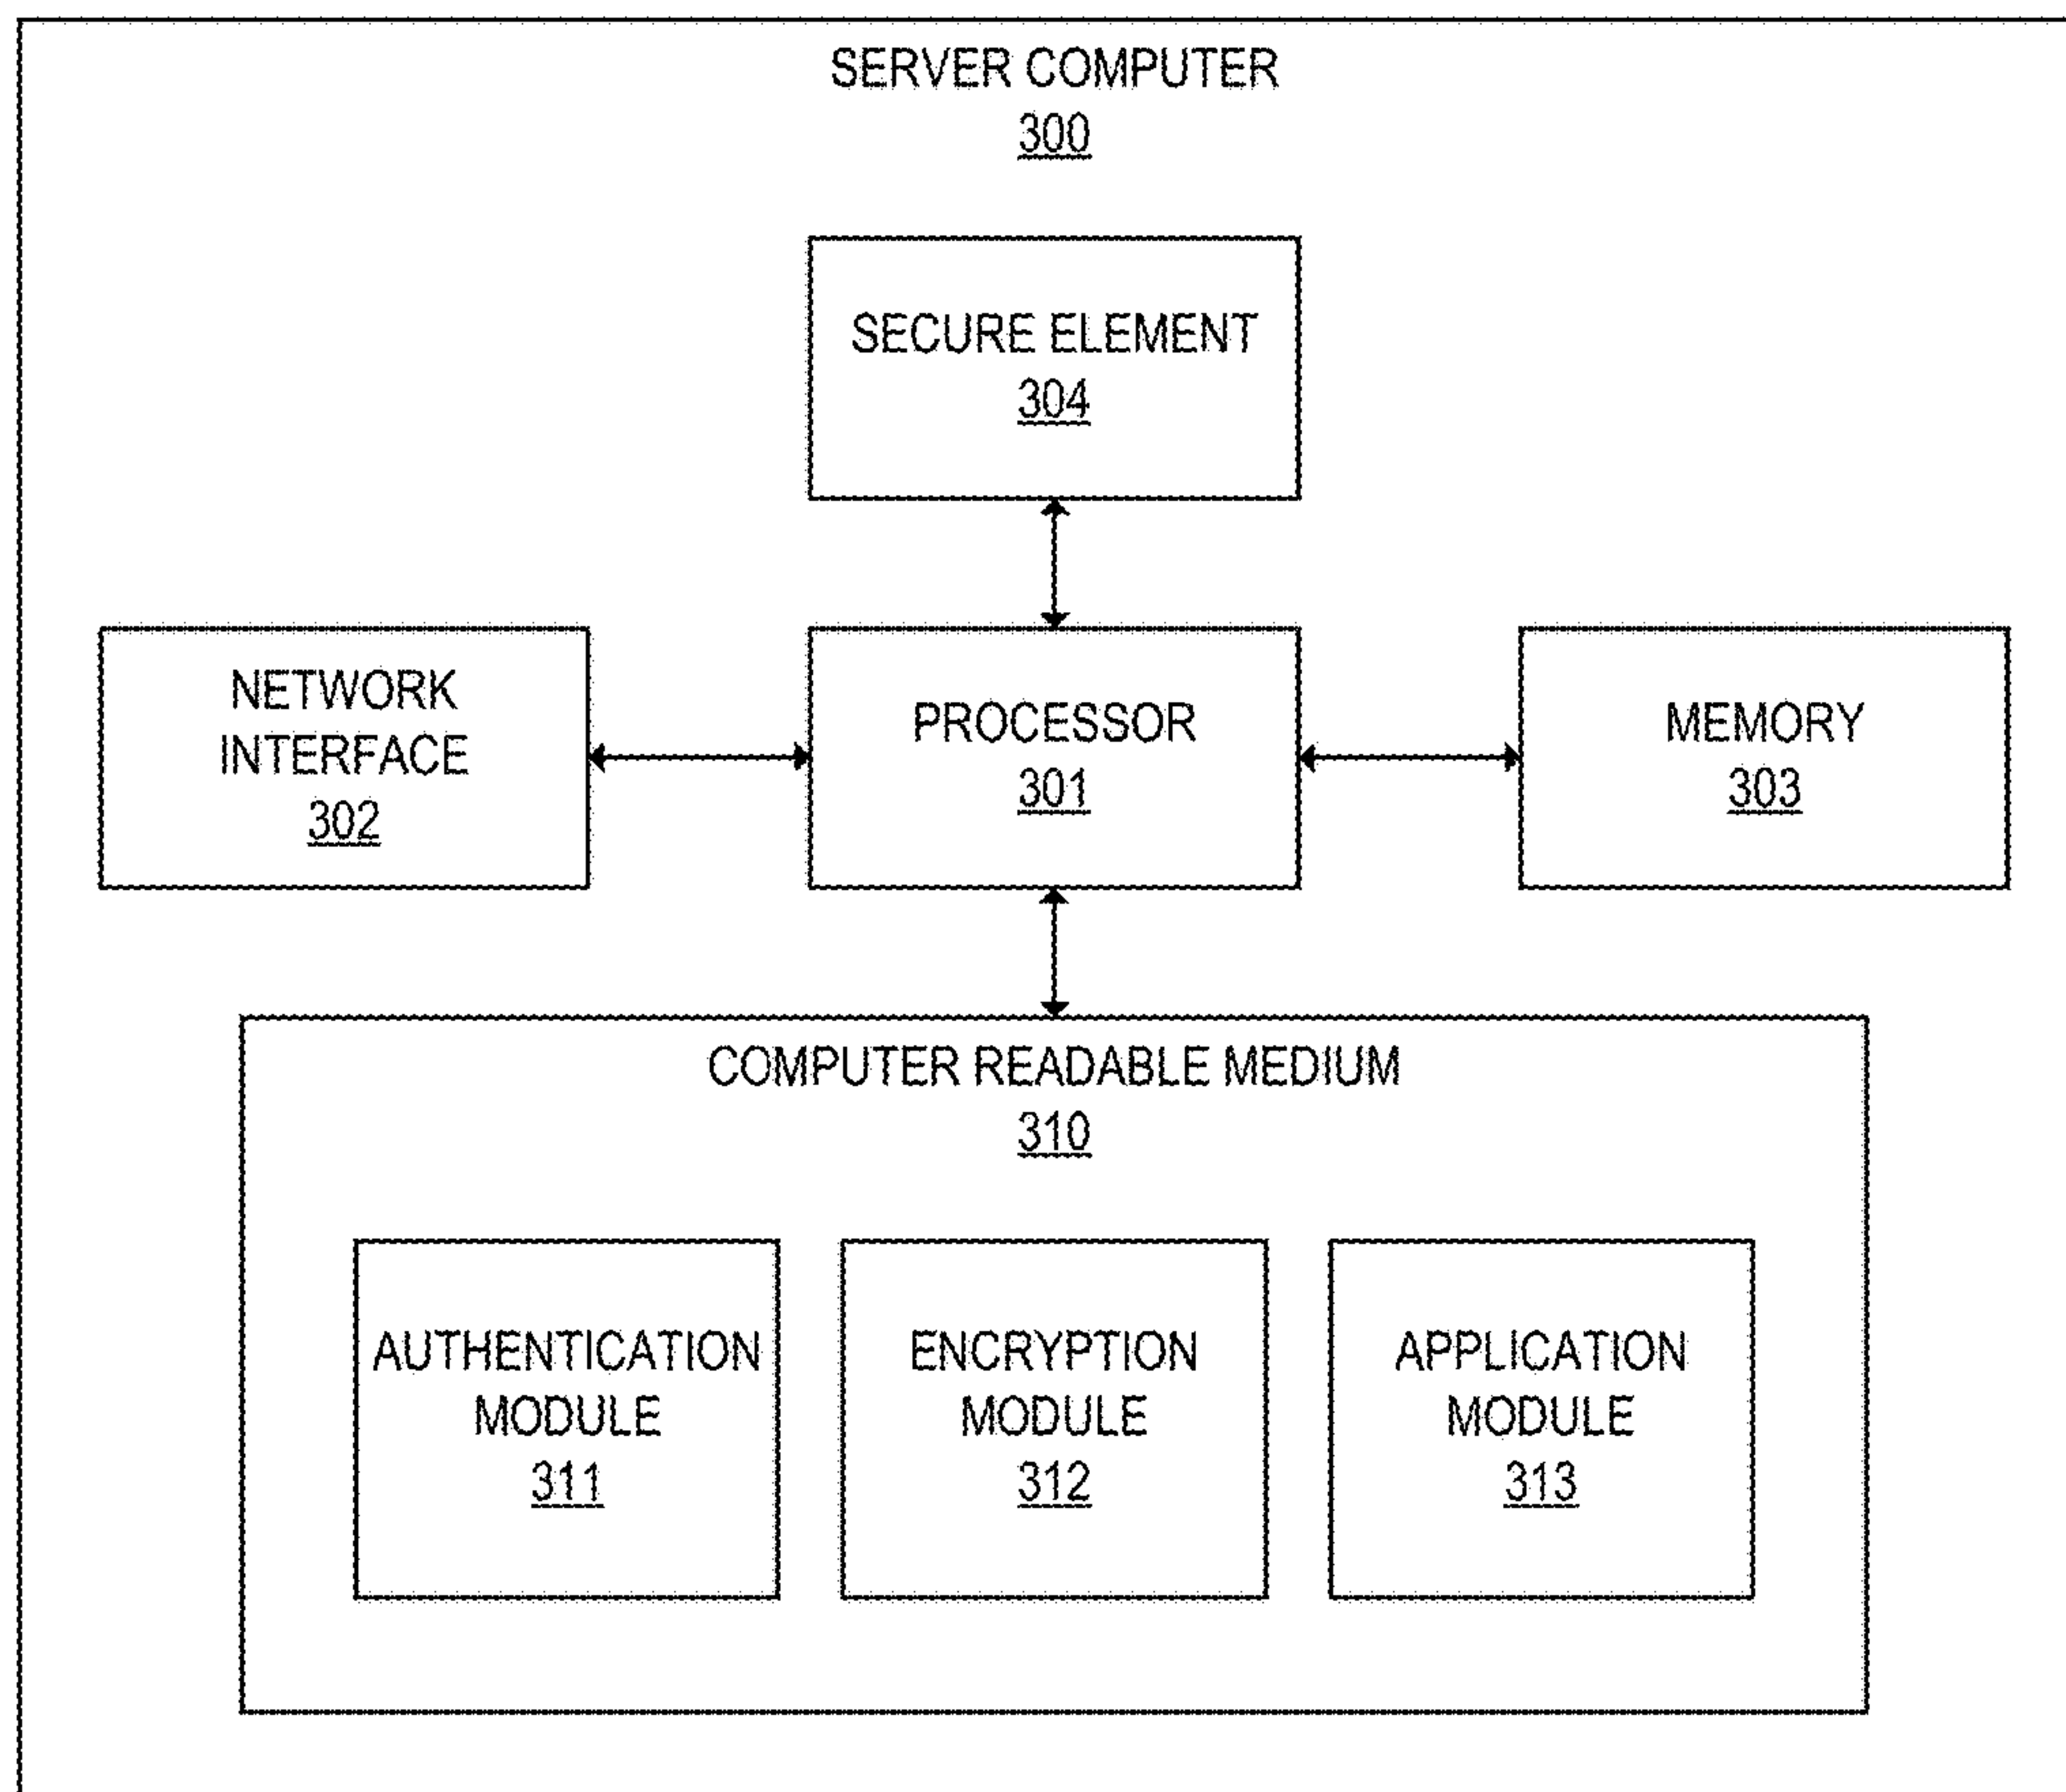 SERVER COMPUTER
300
SECURE ELEMENT
304
NETWORK
INTERFACE
302
PROCESSOR
301
MEMORY
303
COMPUTER READABLE MEDIUM
310
AUTHENTICATION
MODULE
311
ENCRYPTION
MODULE
312
APPLICATION
MODULE
313